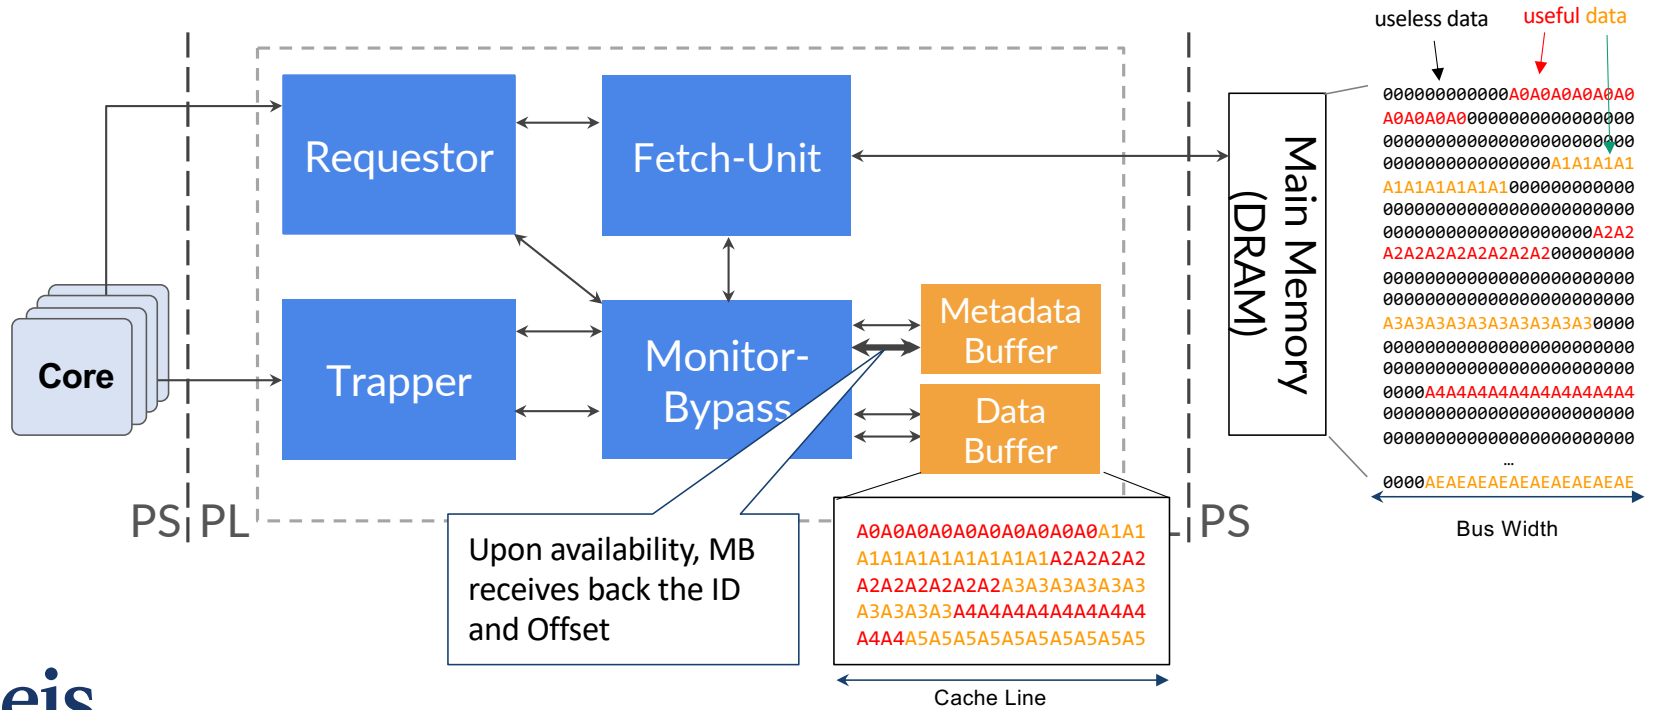 useless data
useful data
Requestor
Fetch-Unit
Trapper
Monitor-
Bypass
Metadata
Buffer
Data
Buffer
Core
PS
PL
PS
Main Memory
(DRAM)
000000000000A0A0A0A0A0A0
A0A0A0A00000000000000000
000000000000000000000000
0000000000000000A1A1A1A1
A1A1A1A1A1A1000000000000
000000000000000000000000
00000000000000000000A2A2
A2A2A2A2A2A2A2A200000000
000000000000000000000000
000000000000000000000000
A3A3A3A3A3A3A3A3A3A30000
000000000000000000000000
000000000000000000000000
0000A4A4A4A4A4A4A4A4A4A4
000000000000000000000000
000000000000000000000000
…
0000AEAEAEAEAEAEAEAEAEAE
Bus Width
Upon availability, MB
receives back the ID
and Offset
A0A0A0A0A0A0A0A0A0A0A1A1
A1A1A1A1A1A1A1A1A2A2A2A2
A2A2A2A2A2A2A3A3A3A3A3A3
A3A3A3A3A4A4A4A4A4A4A4A4
A4A4A5A5A5A5A5A5A5A5A5A5
Cache Line
eis